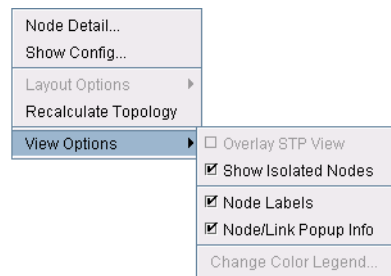 Node Detail...
Show Config...
Layout Options
Recalculate Topology
View Options
Overlay STP View
Show Isolated Nodes
Node Labels
Node/Link Popup Info
Change Color Legend...